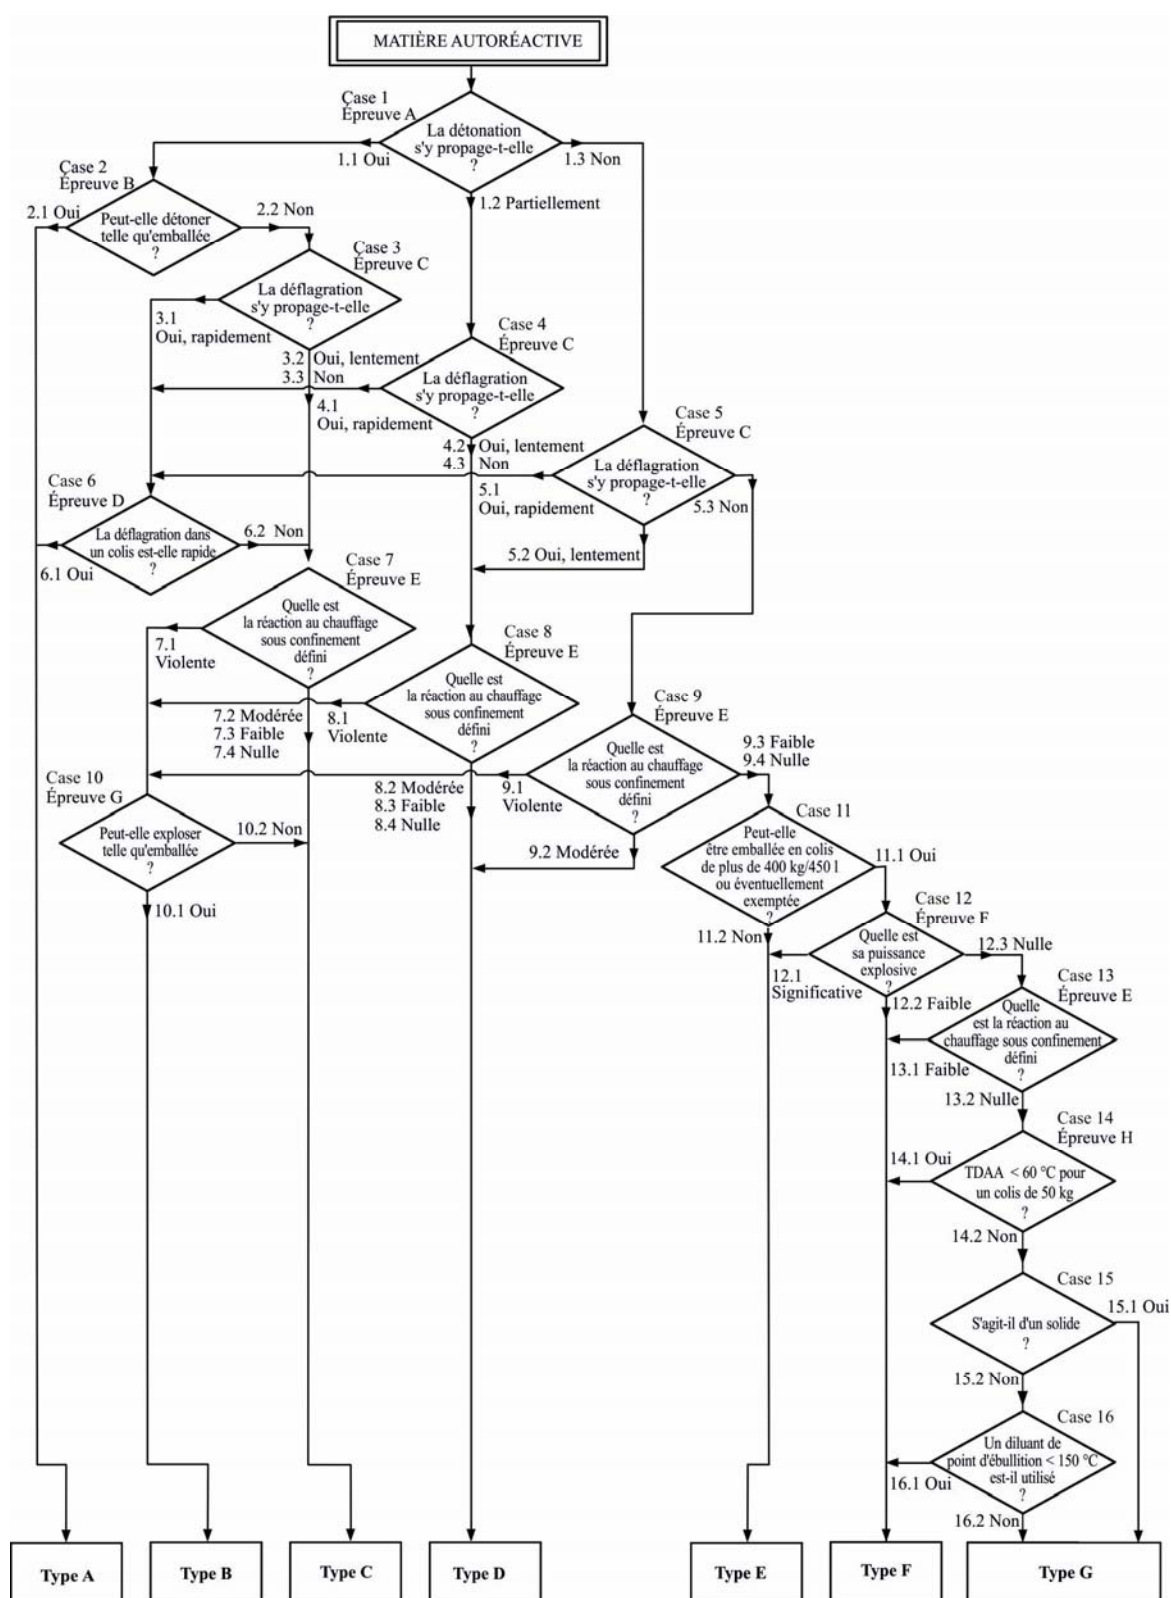 MATIÈRE AUTORÉACTIVE
Case 1
Épreuve A
La détonation
s'y propage-t-elle
?
1.1 Oui
1.3 Non
1.2 Partiellement
Case 2
Épreuve B
2.1 Oui
2.2 Non
Peut-elle détoner
telle qu'emballée
?
Case 3
Épreuve C
La déflagration
s'y propage-t-elle
?
3.1
Oui, rapidement
3.2 Oui, lentement
3.3 Non
Case 4
Épreuve C
La déflagration
s'y propage-t-elle
?
4.1
Oui, rapidement
4.2 Oui, lentement
4.3 Non
Case 5
Épreuve C
La déflagration
s'y propage-t-elle
?
5.1
Oui, rapidement
5.3 Non
5.2 Oui, lentement
Case 6
Épreuve D
La déflagration dans
un colis est-elle rapide
?
6.2 Non
6.1 Oui
Case 7
Épreuve E
Quelle est
la réaction au chauffage
sous confinement
défini
?
7.1
Violente
7.2 Modérée
7.3 Faible
7.4 Nulle
Case 8
Épreuve E
Quelle est
la réaction au chauffage
sous confinement
défini
?
8.1
Violente
8.2 Modérée
8.3 Faible
8.4 Nulle
Case 9
Épreuve E
Quelle est
la réaction au chauffage
sous confinement
défini
?
9.1
Violente
9.3 Faible
9.4 Nulle
9.2 Modérée
Case 10
Épreuve G
Peut-elle exploser
telle qu'emballée
?
10.2 Non
10.1 Oui
Case 11
Peut-elle
être emballée en colis
de plus de 400 kg/450 l
ou éventuellement
exemptée
?
11.1 Oui
11.2 Non
Case 12
Épreuve F
Quelle est
sa puissance
explosive
?
12.1
Significative
12.3 Nulle
12.2 Faible
Case 13
Épreuve E
Quelle
est la réaction au
chauffage sous confinement
défini
?
13.1 Faible
13.2 Nulle
Case 14
Épreuve H
14.1 Oui
TDAA < 60 °C pour
un colis de 50 kg
?
14.2 Non
Case 15
15.1 Oui
S'agit-il d'un solide
?
15.2 Non
Case 16
Un diluant de
point d'ébullition < 150 °C
est-il utilisé
?
16.1 Oui
16.2 Non
Type A
Type B
Type C
Type D
Type E
Type F
Type G